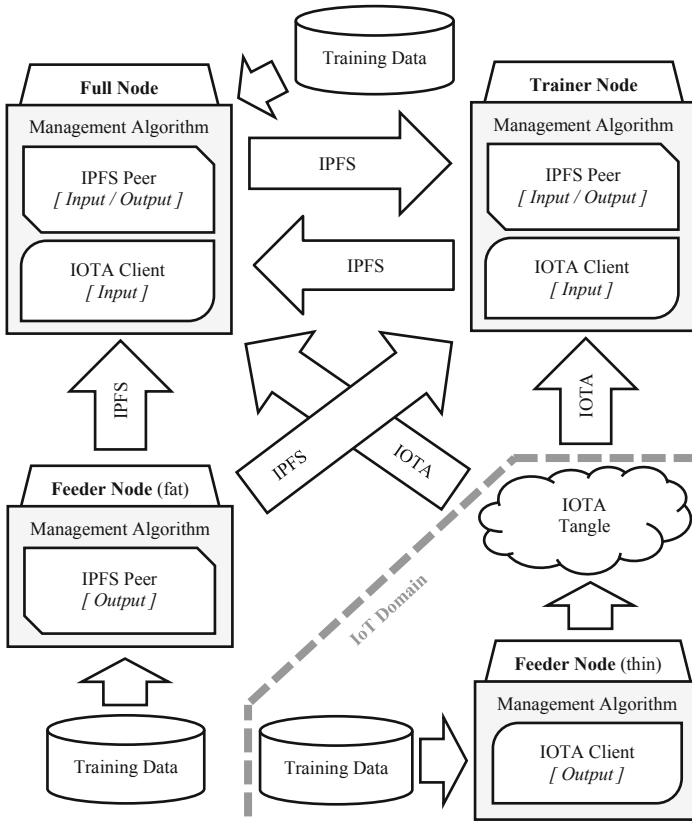 Training Data
Full Node
Management Algorithm
IPFS Peer
[ Input / Output ]
IOTA Client
[ Input ]
IPFS
IPFS
Trainer Node
Management Algorithm
IPFS Peer
[ Input / Output ]
IOTA Client
[ Input ]
IPFS
IPFS
IOTA
IOTA
Feeder Node (fat)
Management Algorithm
IPFS Peer
[ Output ]
Training Data
IoT Domain
IOTA
Tangle
Feeder Node (thin)
Management Algorithm
IOTA Client
[ Output ]
Training Data